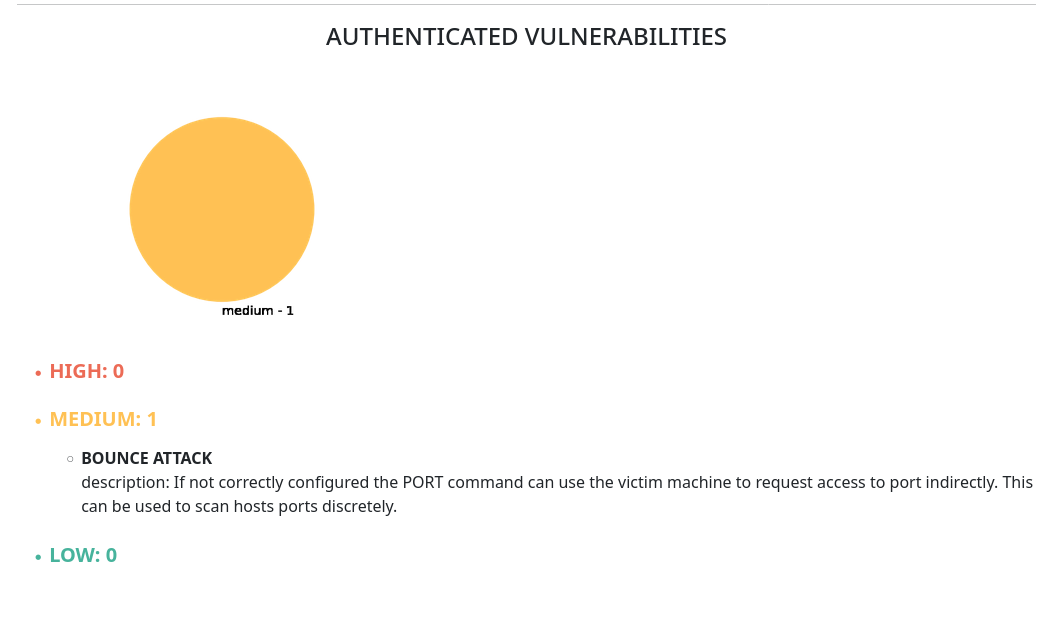 AUTHENTICATED VULNERABILITIES
medium - 1
HIGH: 0
MEDIUM: 1
BOUNCE ATTACK
description: If not correctly configured the PORT command can use the victim machine to request access to port indirectly. This
can be used to scan hosts ports discretely.
LOW: 0